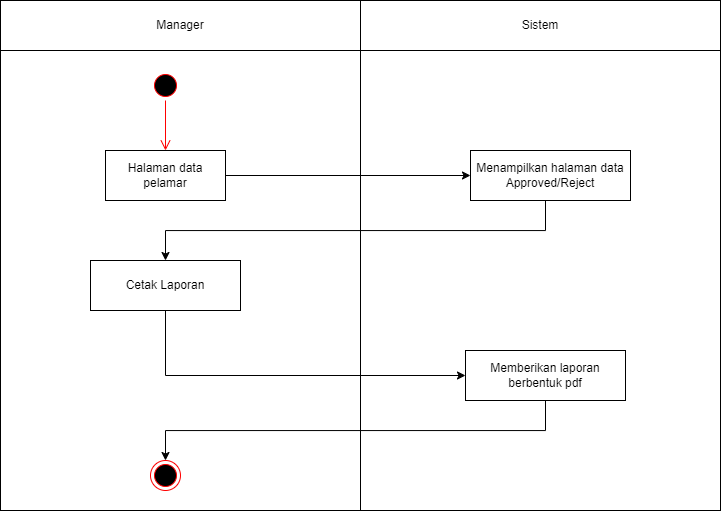 Manager
Sistem
Halaman data
pelamar
Menampilkan halaman data
Approved/Reject
Cetak Laporan
Memberikan laporan
berbentuk pdf